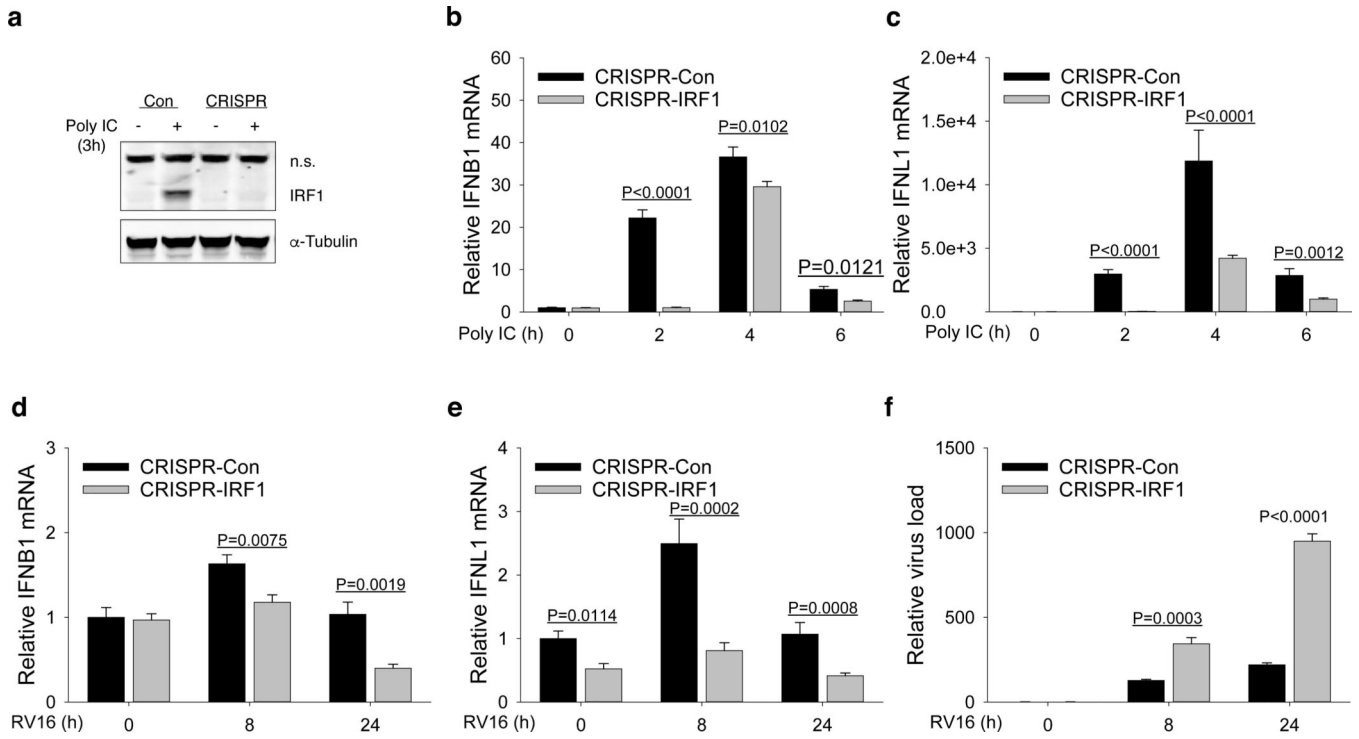 a
Con CRISPR
Poly IC - + - +
(3h)
n.s.
IRF1
α-Tubulin
b
Relative IFNB1 mRNA
60
50
40
30
20
10
0
CRISPR-Con
CRISPR-IRF1
P<0.0001
P=0.0102
P=0.0121
Poly IC (h) 0 2 4 6
c
Relative IFNL1 mRNA
2.0e+4
1.5e+4
1.0e+4
5.0e+3
0.0
CRISPR-Con
CRISPR-IRF1
P<0.0001
P<0.0001
P=0.0012
Poly IC (h) 0 2 4 6
d
Relative IFNB1 mRNA
3
2
1
0
CRISPR-Con
CRISPR-IRF1
P=0.0075
P=0.0019
RV16 (h) 0 8 24
e
Relative IFNL1 mRNA
4
3
2
1
0
CRISPR-Con
CRISPR-IRF1
P=0.0114
P=0.0002
P=0.0008
RV16 (h) 0 8 24
f
Relative virus load
1500
1000
500
0
CRISPR-Con
CRISPR-IRF1
P=0.0003
P<0.0001
RV16 (h) 0 8 24